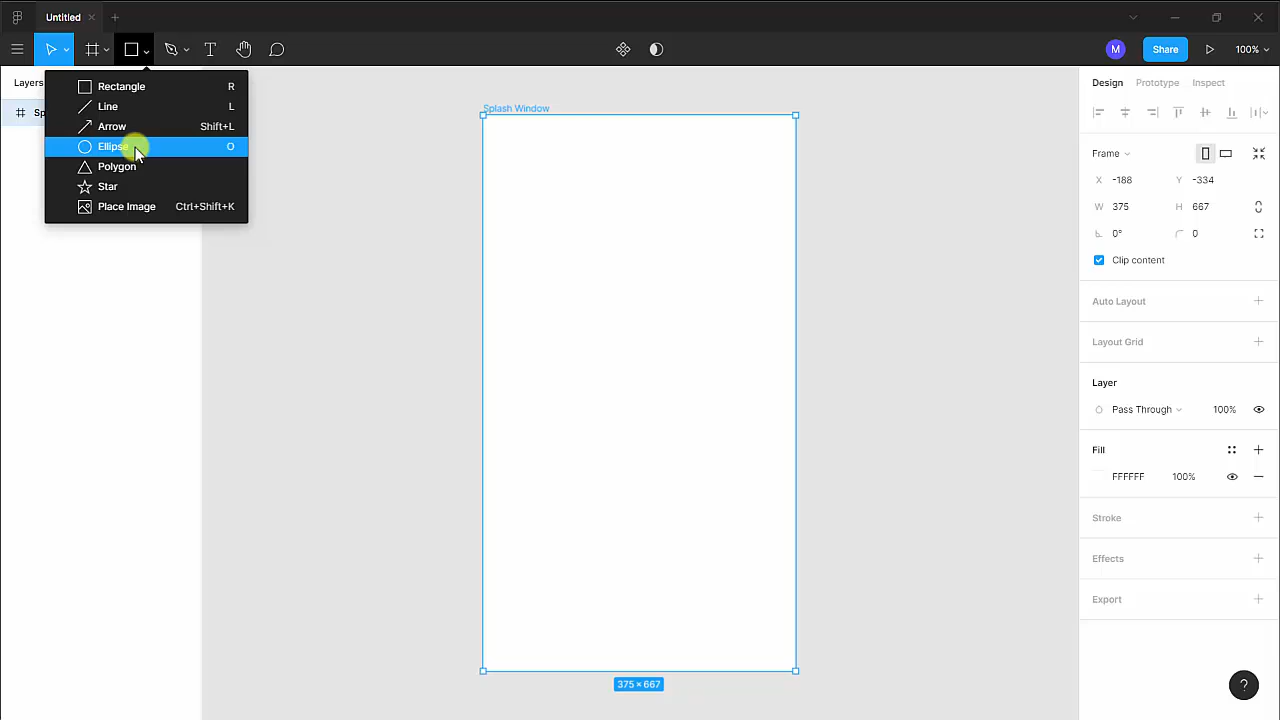 Untitled
M
Share
100%
Layers
Sp
Rectangle R
Line L
Arrow Shift+L
Ellipse O
Polygon
Star
Place Image Ctrl+Shift+K
Splash Window
375 × 667
Design Prototype Inspect
Frame
X -188 Y -334
W 375 H 667
0° 0
Clip content
Auto Layout
Layout Grid
Layer
Pass Through 100%
Fill
FFFFFF 100%
Stroke
Effects
Export
?